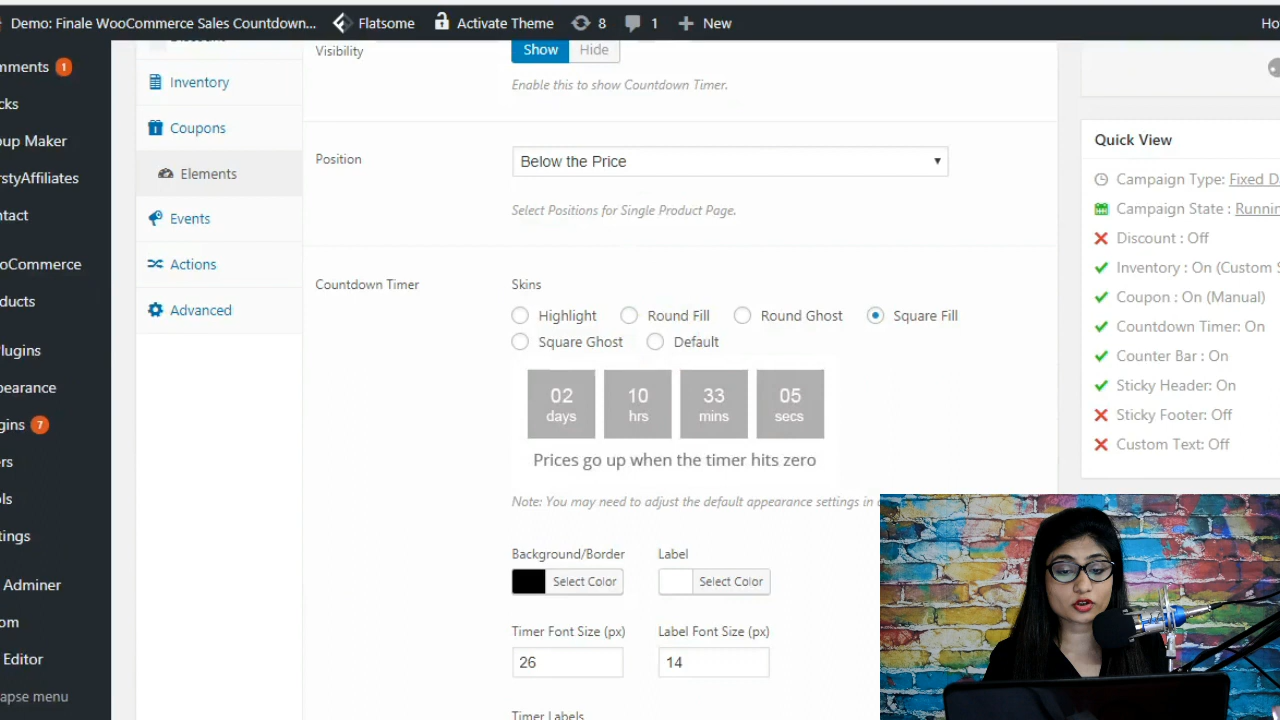 Demo: Finale WooCommerce Sales Countdown... Flatsome Activate Theme 8 1 New Ho
mments 1
cks
oup Maker
rstyAffiliates
ntact
oCommerce
ducts
lugins
pearance
gins 7
ers
ols
tings
Adminer
om
Editor
apse menu
Discount
Inventory
Coupons
Elements
Events
Actions
Advanced
Visibility
Show Hide
Enable this to show Countdown Timer.
Position
Below the Price
Select Positions for Single Product Page.
Countdown Timer
Skins
Highlight Round Fill Round Ghost Square Fill
Square Ghost Default
02 10 33 05
days hrs mins secs
Prices go up when the timer hits zero
Note: You may need to adjust the default appearance settings in
Background/Border Label
Select Color Select Color
Timer Font Size (px) Label Font Size (px)
26 14
Timer Labels
Quick View
Campaign Type: Fixed D
Campaign State : Runnin
Discount : Off
Inventory : On (Custom S
Coupon : On (Manual)
Countdown Timer: On
Counter Bar : On
Sticky Header: On
Sticky Footer: Off
Custom Text: Off